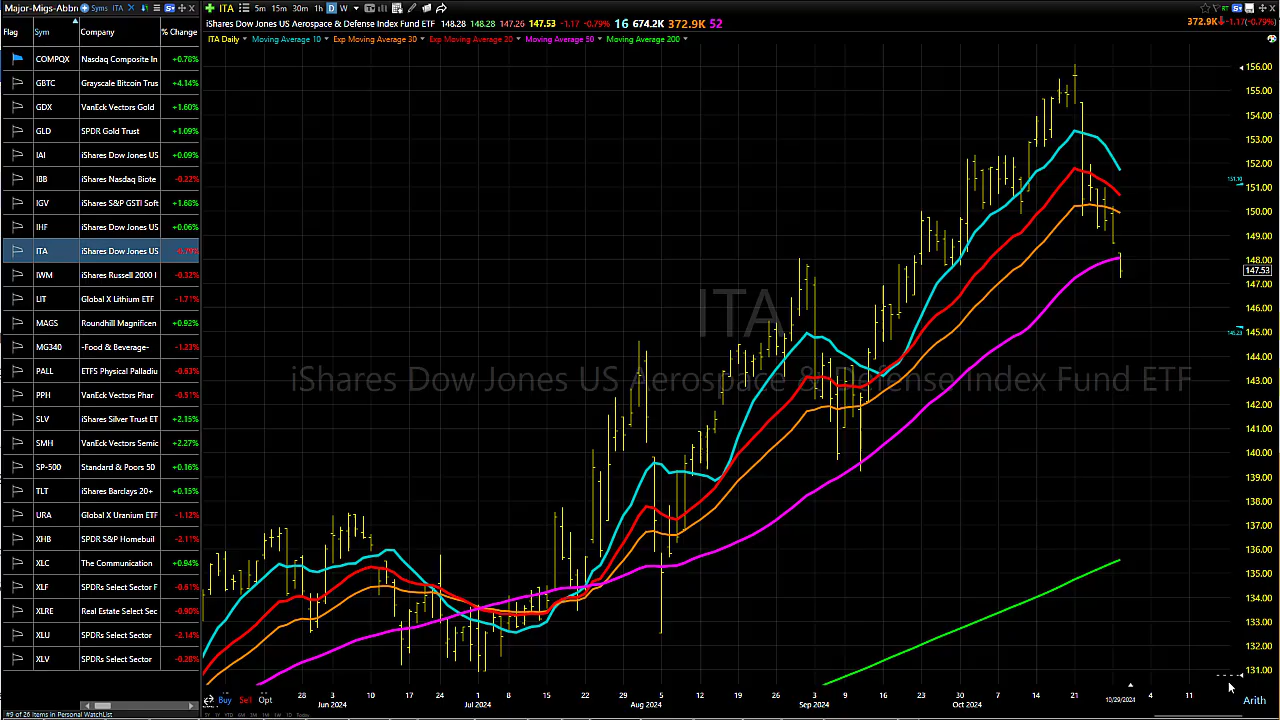 Major-Migs-Abbr Syms ITA
ITA 5m 15m 30m 1h D W
372.9K -1.17(-0.79%)
Flag Sym Company % Change
iShares Dow Jones US Aerospace & Defense Index Fund ETF 148.28 148.28 147.26 147.53 -1.17 -0.79% 16 674.2K 372.9K 52
ITA Daily Moving Average 10 Exp Moving Average 30 Exp Moving Average 20 Moving Average 50 Moving Average 200
COMPQX Nasdaq Composite In +0.76%
GBTC Grayscale Bitcoin Trus +4.14%
GDX VanEck Vectors Gold +1.60%
GLD SPDR Gold Trust +1.09%
IAI iShares Dow Jones US +0.09%
IBB iShares Nasdaq Biote -0.22%
IGV iShares S&P GSTI Soft +1.68%
IHF iShares Dow Jones US +0.06%
ITA iShares Dow Jones US -0.79%
IWM iShares Russell 2000 I -0.32%
LIT Global X Lithium ETF -1.71%
MAGS Roundhill Magnificen +0.92%
MG340 -Food & Beverage- -1.23%
PALL ETFS Physical Palladiu -0.63%
PPH VanEck Vectors Phar -0.51%
SLV iShares Silver Trust ET +2.15%
SMH VanEck Vectors Semic +2.27%
SP-500 Standard & Poors 50 +0.16%
TLT iShares Barclays 20+ +0.15%
URA Global X Uranium ETF -1.12%
XHB SPDR S&P Homebuil -2.11%
XLC The Communication +0.94%
XLF SPDRs Select Sector F -0.61%
XLRE Real Estate Select Sec -0.90%
XLU SPDRs Select Sector -2.14%
XLV SPDRs Select Sector -0.28%
#9 of 26 items in Personal WatchList
ITA
iShares Dow Jones US Aerospace & Defense Index Fund ETF
156.00
155.00
154.00
153.00
152.00
151.10
151.00
150.00
149.00
148.00
147.53
147.00
146.00
145.00
144.00
143.00
142.00
141.00
140.00
139.00
138.00
137.00
136.00
135.00
134.00
133.00
132.00
131.00
Buy Sell Opt
28 3 10 17 24 8 15 22 29 12 19 26 3 9 16 23 30 7 14 21 10/29/2024 4 11
Jun 2024 Jul 2024 Aug 2024 Sep 2024 Oct 2024
Arith